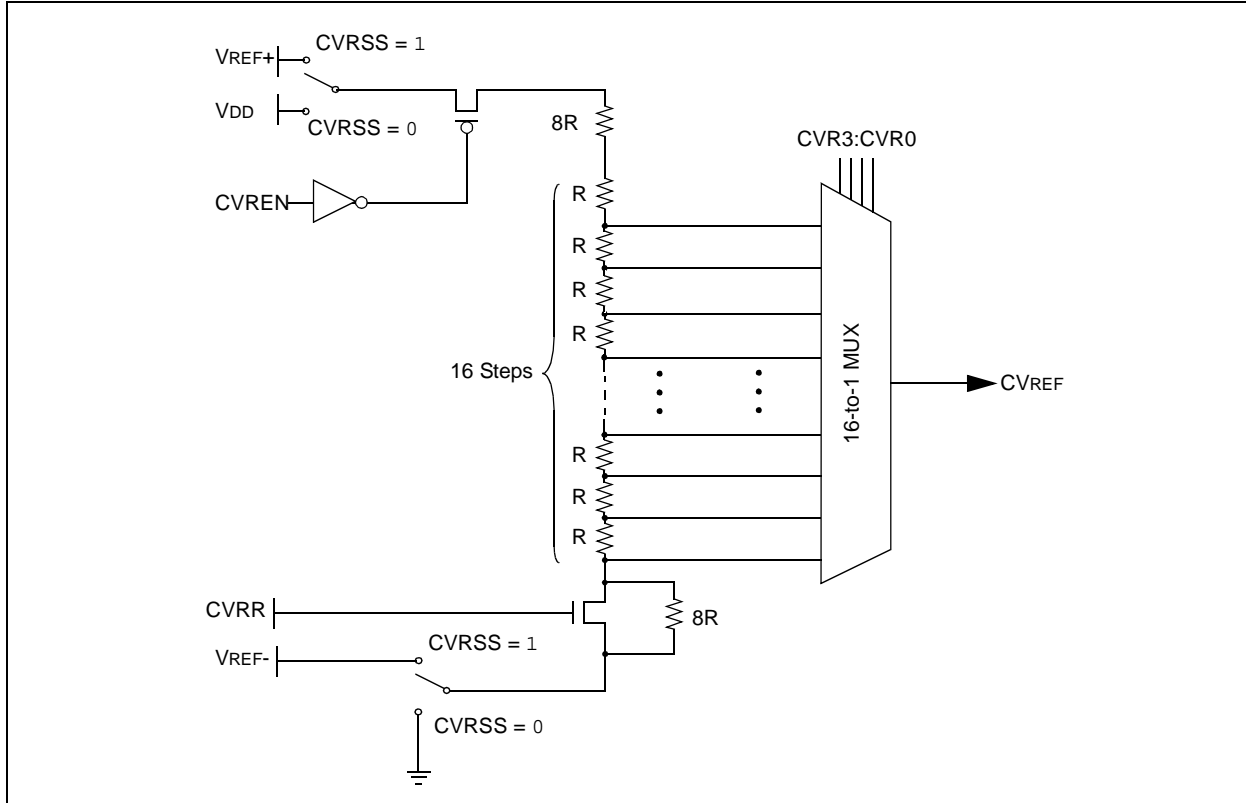 VREF+
CVRSS = 1
VDD
CVRSS = 0
8R
CVREN
CVR3:CVR0
R
R
R
R
16 Steps
16-to-1 MUX
CVREF
R
R
R
CVRR
8R
VREF-
CVRSS = 1
CVRSS = 0